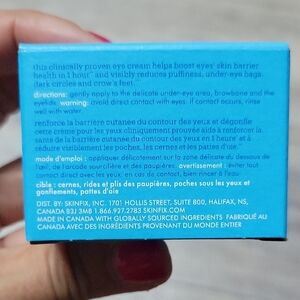 this clinically proven eye cream helps boost eyes' skin barrier
health in 1 hour* and visibly reduces puffiness, under-eye bags,
dark circles and crow's feet.***
directions: gently apply to the delicate under-eye area, browbone and the
eyelids. warning: avoid direct contact with eyes. if contact occurs, rinse
well with water.
renforce la barrière cutanée du contour des yeux et dégonfle
cette crème pour les yeux cliniquement prouvée aide à renforcer la
santé de la barrière cutanée du contour des yeux en 1 heure* et à
réduire visiblement les poches, les cernes et les pattes d'oie***
mode d'emploi : appliquer délicatement sur la zone délicate du dessous de
l'œil, de l'arcade sourcilière et des paupières. avertissement : éviter tout
contact direct avec les yeux. en cas de contact, bien rincer à l'eau.
cible : cernes, rides et plis des paupières, poches sous les yeux et
gonflements, pattes d'oie
DIST. BY: SKINFIX, INC. 1701 HOLLIS STREET, SUITE 800, HALIFAX, NS,
CANADA B3J 3M8 1.866.927.2783 SKINFIX.COM
MADE IN CANADA WITH GLOBALLY SOURCED INGREDIENTS FABRIQUÉ AU
CANADA AVEC DES INGRÉDIENTS PROVENANT DU MONDE ENTIER